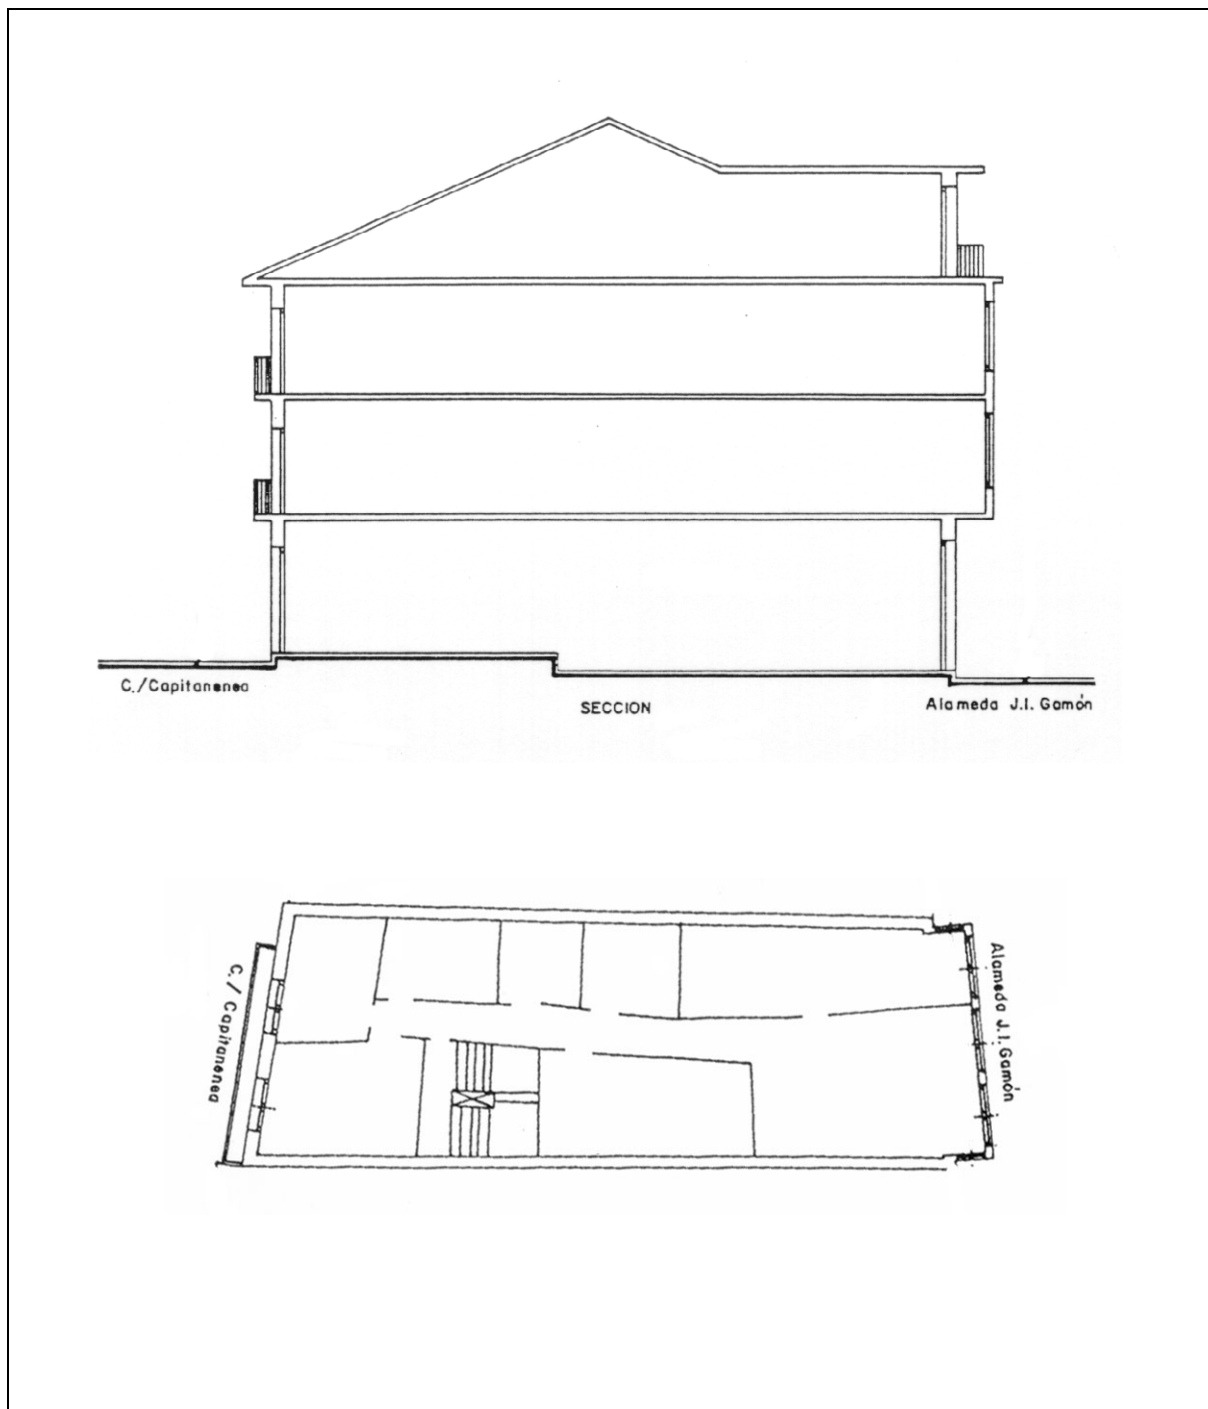 C./Capitanenea
SECCION
Alameda J.I. Gamón
C. / Capitanenea
Alameda J.I. Gamón